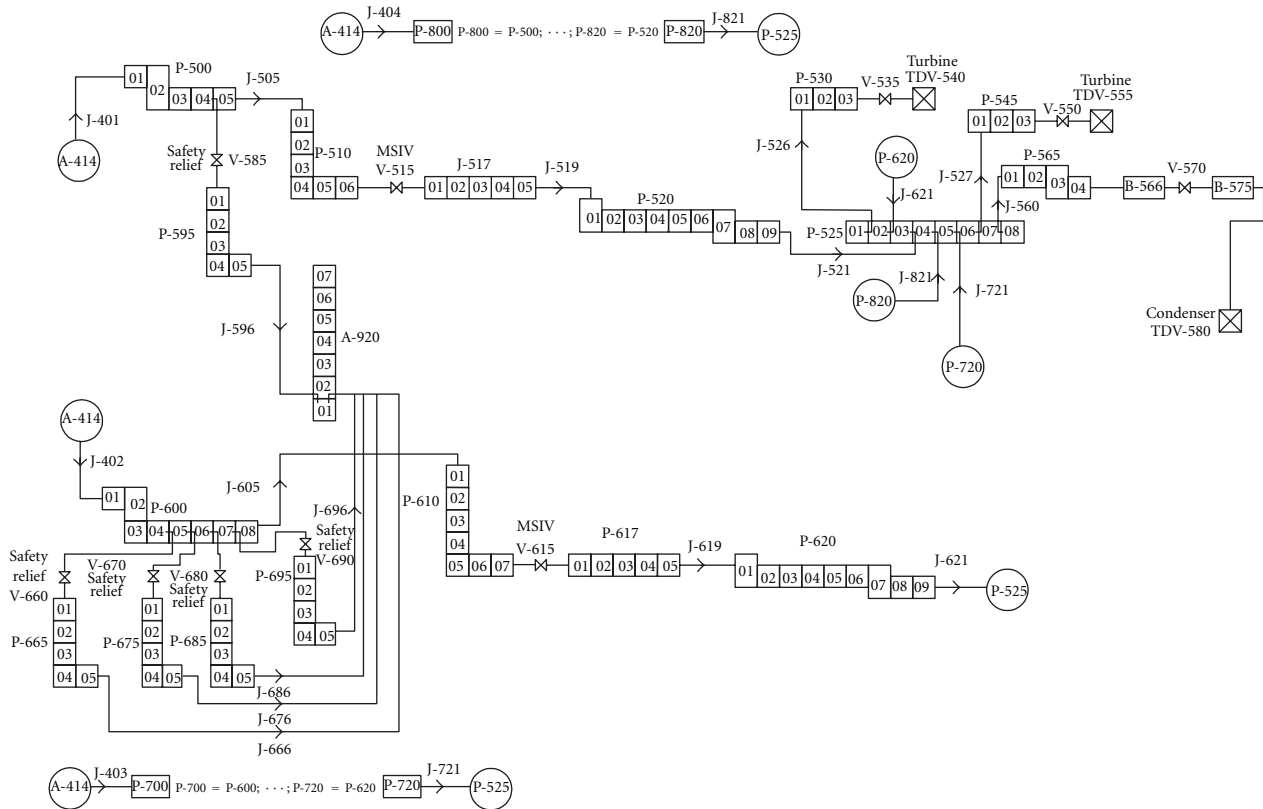 J-404
J-821
A-414
P-800
P-800 = P-500; · · · ; P-820 = P-520
P-820
P-525
P-500
01
02
03
04
05
J-505
J-401
A-414
Safety
relief
V-585
01
02
03
04
05
06
P-510
MSIV
V-515
J-517
01
02
03
04
05
J-519
P-520
01
02
03
04
05
06
07
08
09
J-521
P-530
01
02
03
V-535
Turbine
TDV-540
J-526
P-620
J-621
P-545
01
02
03
V-550
Turbine
TDV-555
J-527
P-565
01
02
03
04
J-560
B-566
V-570
B-575
P-525
01
02
03
04
05
06
07
08
J-821
P-820
J-721
P-720
Condenser
TDV-580
P-595
01
02
03
04
05
J-596
07
06
05
04
03
02
01
A-920
A-414
J-402
01
02
P-600
03
04
05
06
07
08
J-605
J-696
P-610
01
02
03
04
05
06
07
MSIV
V-615
P-617
01
02
03
04
05
J-619
P-620
01
02
03
04
05
06
07
08
09
J-621
P-525
Safety
relief
V-660
V-670
Safety
relief
V-680
Safety
relief
Safety
relief
V-690
P-665
01
02
03
04
05
P-675
01
02
03
04
05
P-685
01
02
03
04
05
P-695
01
02
03
04
05
J-686
J-676
J-666
A-414
J-403
P-700
P-700 = P-600; · · · ; P-720 = P-620
P-720
J-721
P-525